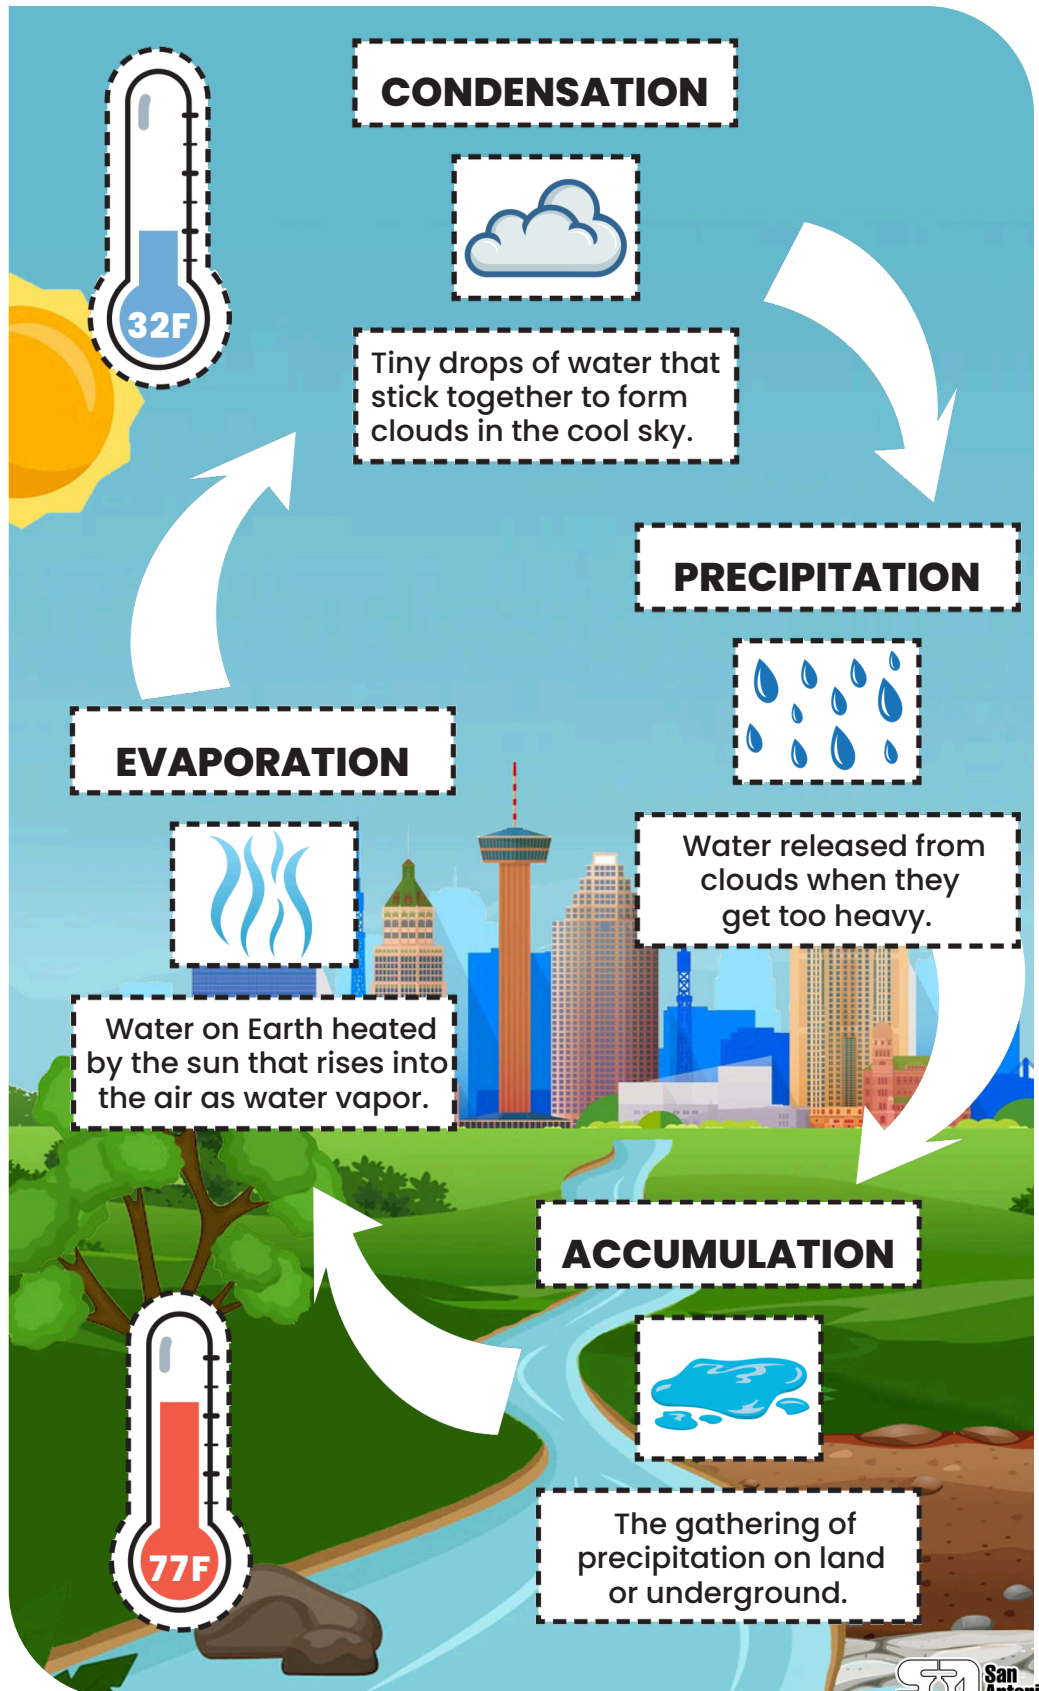 CONDENSATION
32F
Tiny drops of water that
stick together to form
clouds in the cool sky.
PRECIPITATION
Water released from
clouds when they
get too heavy.
EVAPORATION
Water on Earth heated
by the sun that rises into
the air as water vapor.
ACCUMULATION
The gathering of
precipitation on land
or underground.
77F
San